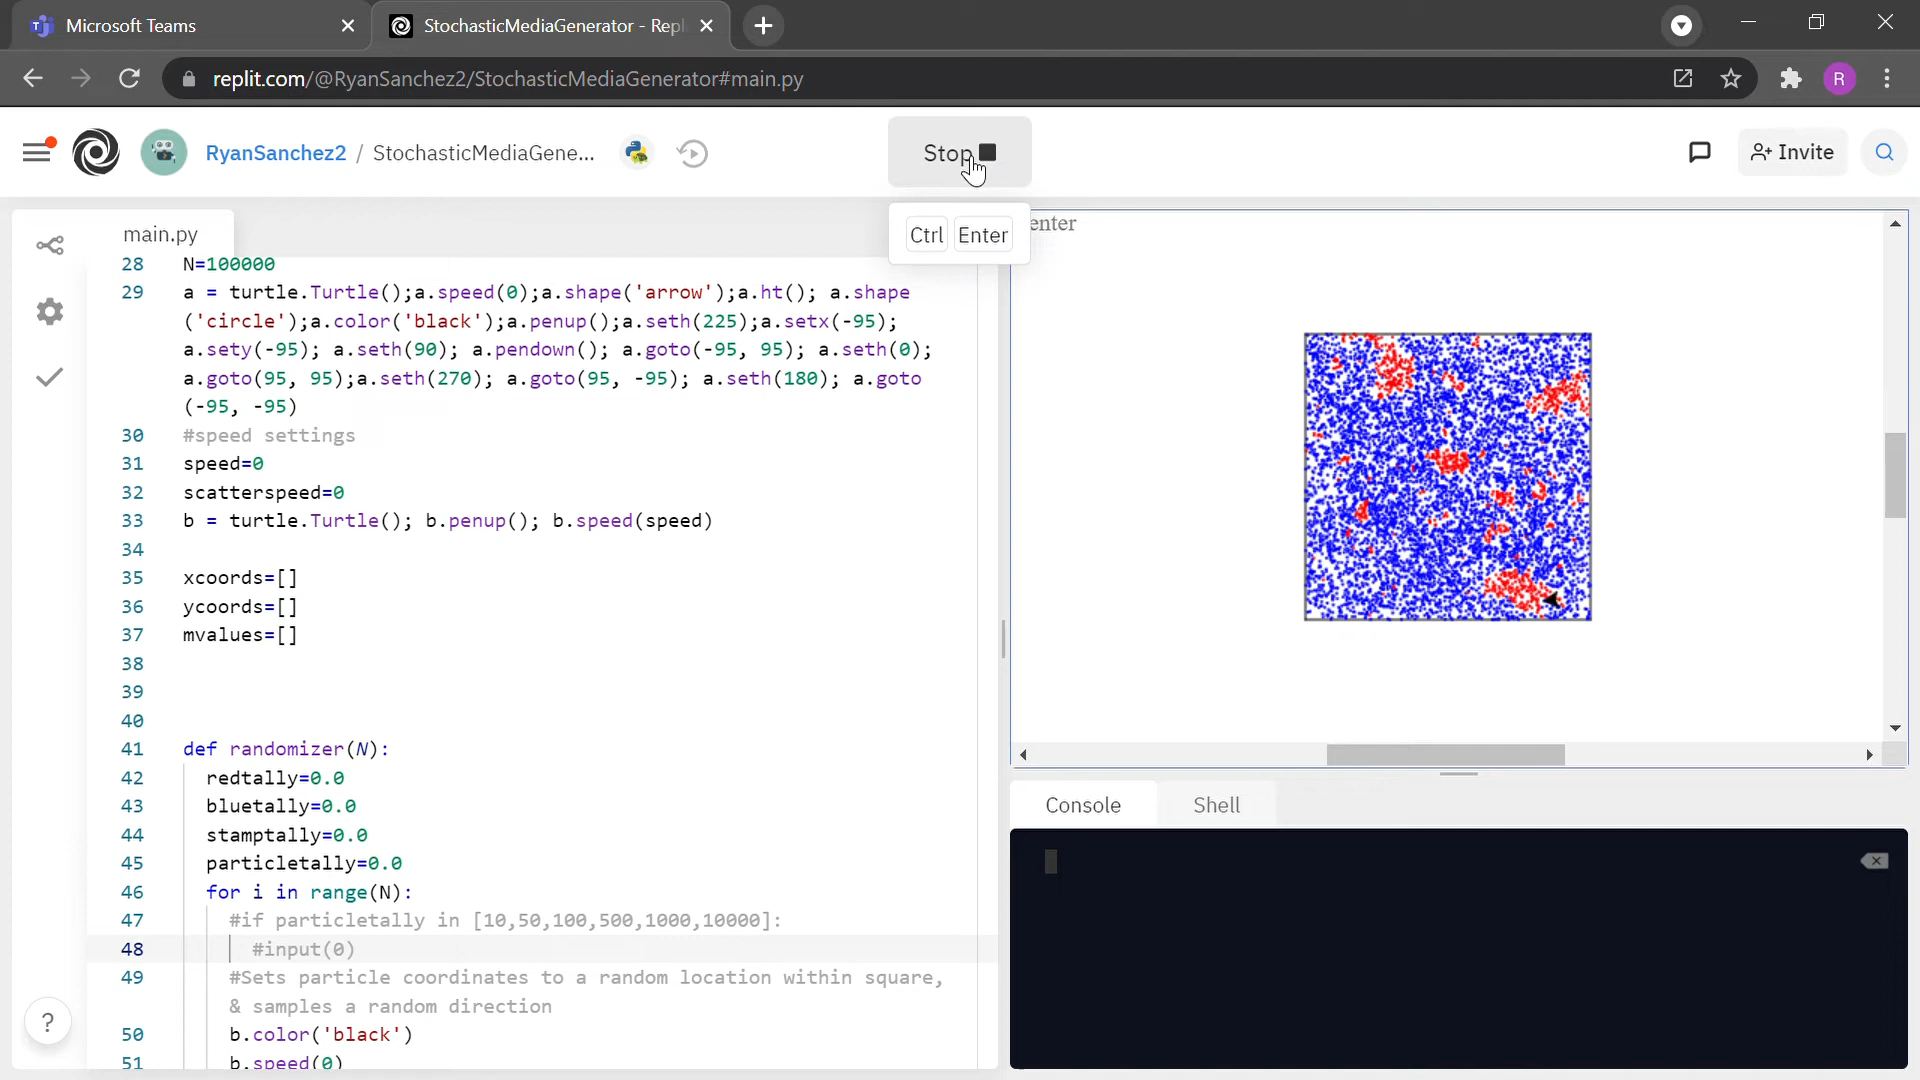 Microsoft Teams
StochasticMediaGenerator - Repl
replit.com/@RyanSanchez2/StochasticMediaGenerator#main.py
R
RyanSanchez2 / StochasticMediaGene...
Stop
Invite
Ctrl Enter
enter
main.py
28 N=100000
29 a = turtle.Turtle();a.speed(0);a.shape('arrow');a.ht(); a.shape
('circle');a.color('black');a.penup();a.seth(225);a.setx(-95);
a.sety(-95); a.seth(90); a.pendown(); a.goto(-95, 95); a.seth(0);
a.goto(95, 95);a.seth(270); a.goto(95, -95); a.seth(180); a.goto
(-95, -95)
30 #speed settings
31 speed=0
32 scatterspeed=0
33 b = turtle.Turtle(); b.penup(); b.speed(speed)
34
35 xcoords=[]
36 ycoords=[]
37 mvalues=[]
38
39
40
41 def randomizer(N):
42 redtally=0.0
43 bluetally=0.0
44 stamptally=0.0
45 particletally=0.0
46 for i in range(N):
47 #if particletally in [10,50,100,500,1000,10000]:
48 #input(0)
49 #Sets particle coordinates to a random location within square,
& samples a random direction
50 b.color('black')
51 b.speed(0)
Console
Shell
?